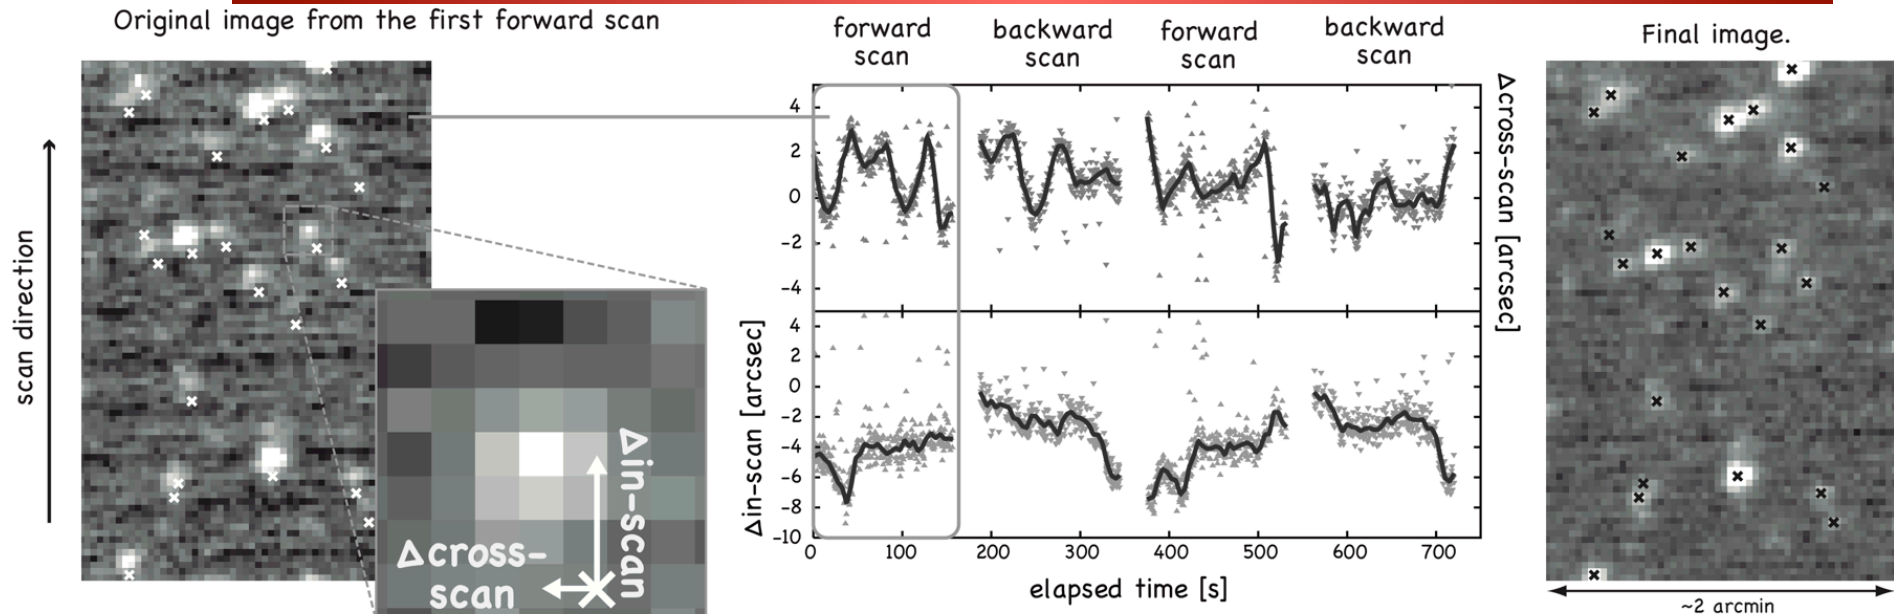 Original image from the first forward scan
scan direction
Δcross-
scan
Δin-scan
forward
scan
backward
scan
forward
scan
backward
scan
4
2
0
-2
-4
Δcross-scan [arcsec]
4
2
0
-2
-4
-6
-8
-10
Δin-scan [arcsec]
0 100 200 300 400 500 600 700
elapsed time [s]
Final image.
~2 arcmin